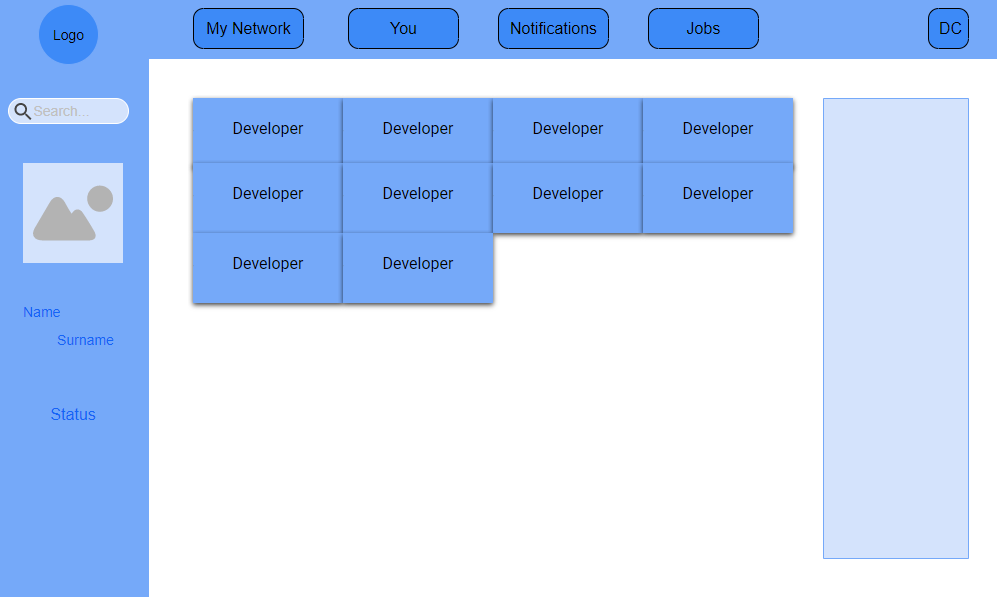 Logo
My Network
You
Notifications
Jobs
DC
Search...
Developer
Developer
Developer
Developer
Developer
Developer
Developer
Developer
Developer
Developer
Name
Surname
Status